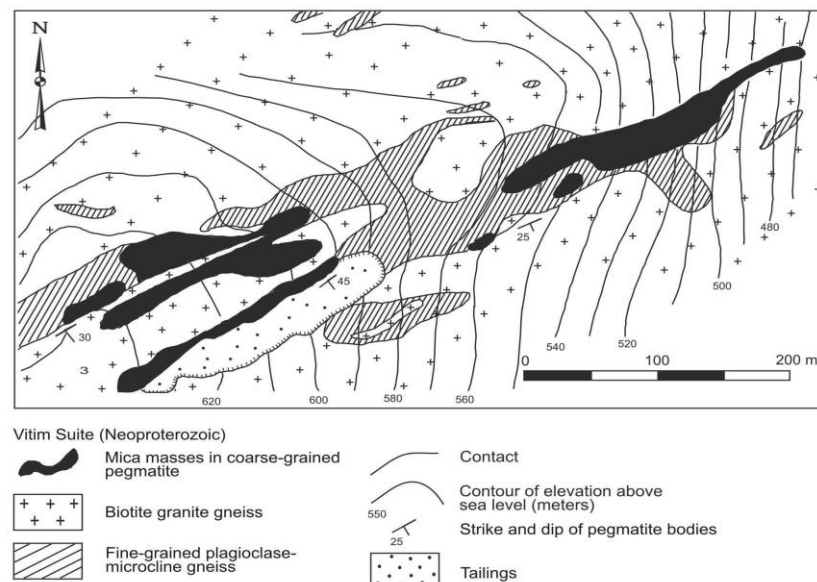 N
480
25
500
45
30
540
520
0 100 200 m
з
620
600
580
560
Vitim Suite (Neoproterozoic)
Mica masses in coarse-grained
pegmatite
Biotite granite gneiss
Fine-grained plagioclase-
microcline gneiss
Contact
Contour of elevation above
sea level (meters)
550
Strike and dip of pegmatite bodies
25
Tailings